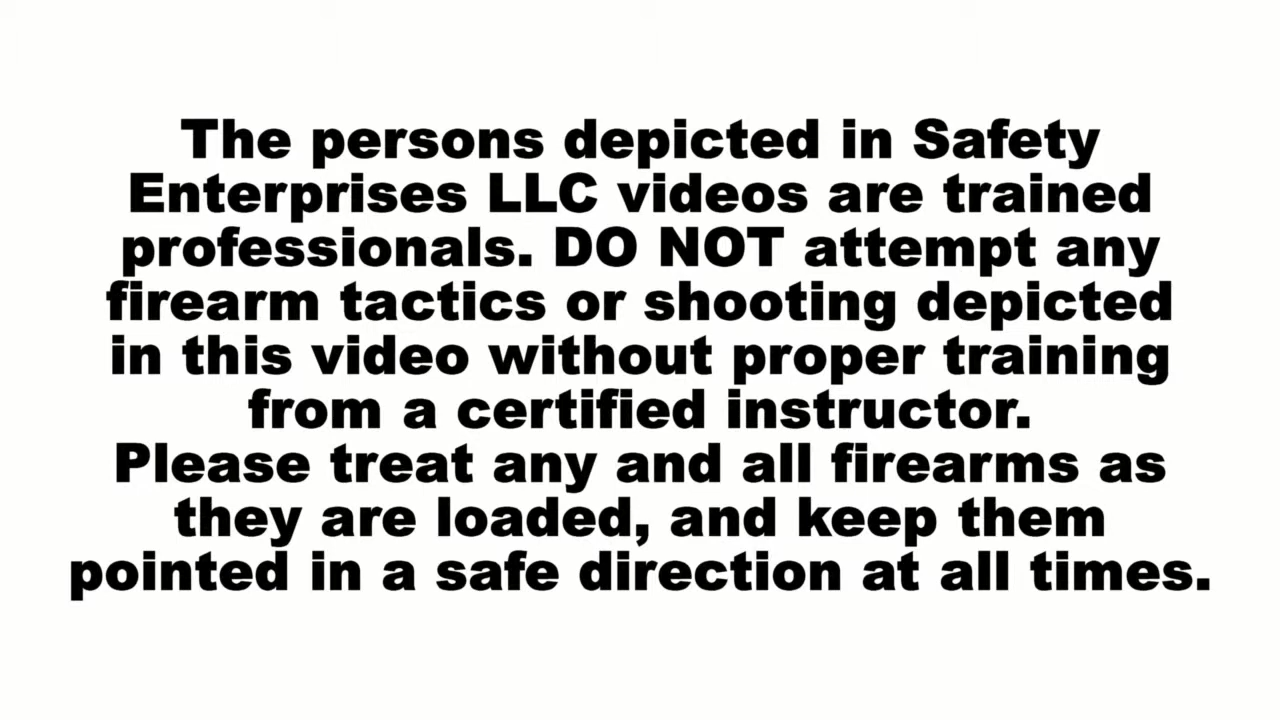 The persons depicted in Safety
Enterprises LLC videos are trained
professionals. DO NOT attempt any
firearm tactics or shooting depicted
in this video without proper training
from a certified instructor.
Please treat any and all firearms as
they are loaded, and keep them
pointed in a safe direction at all times.